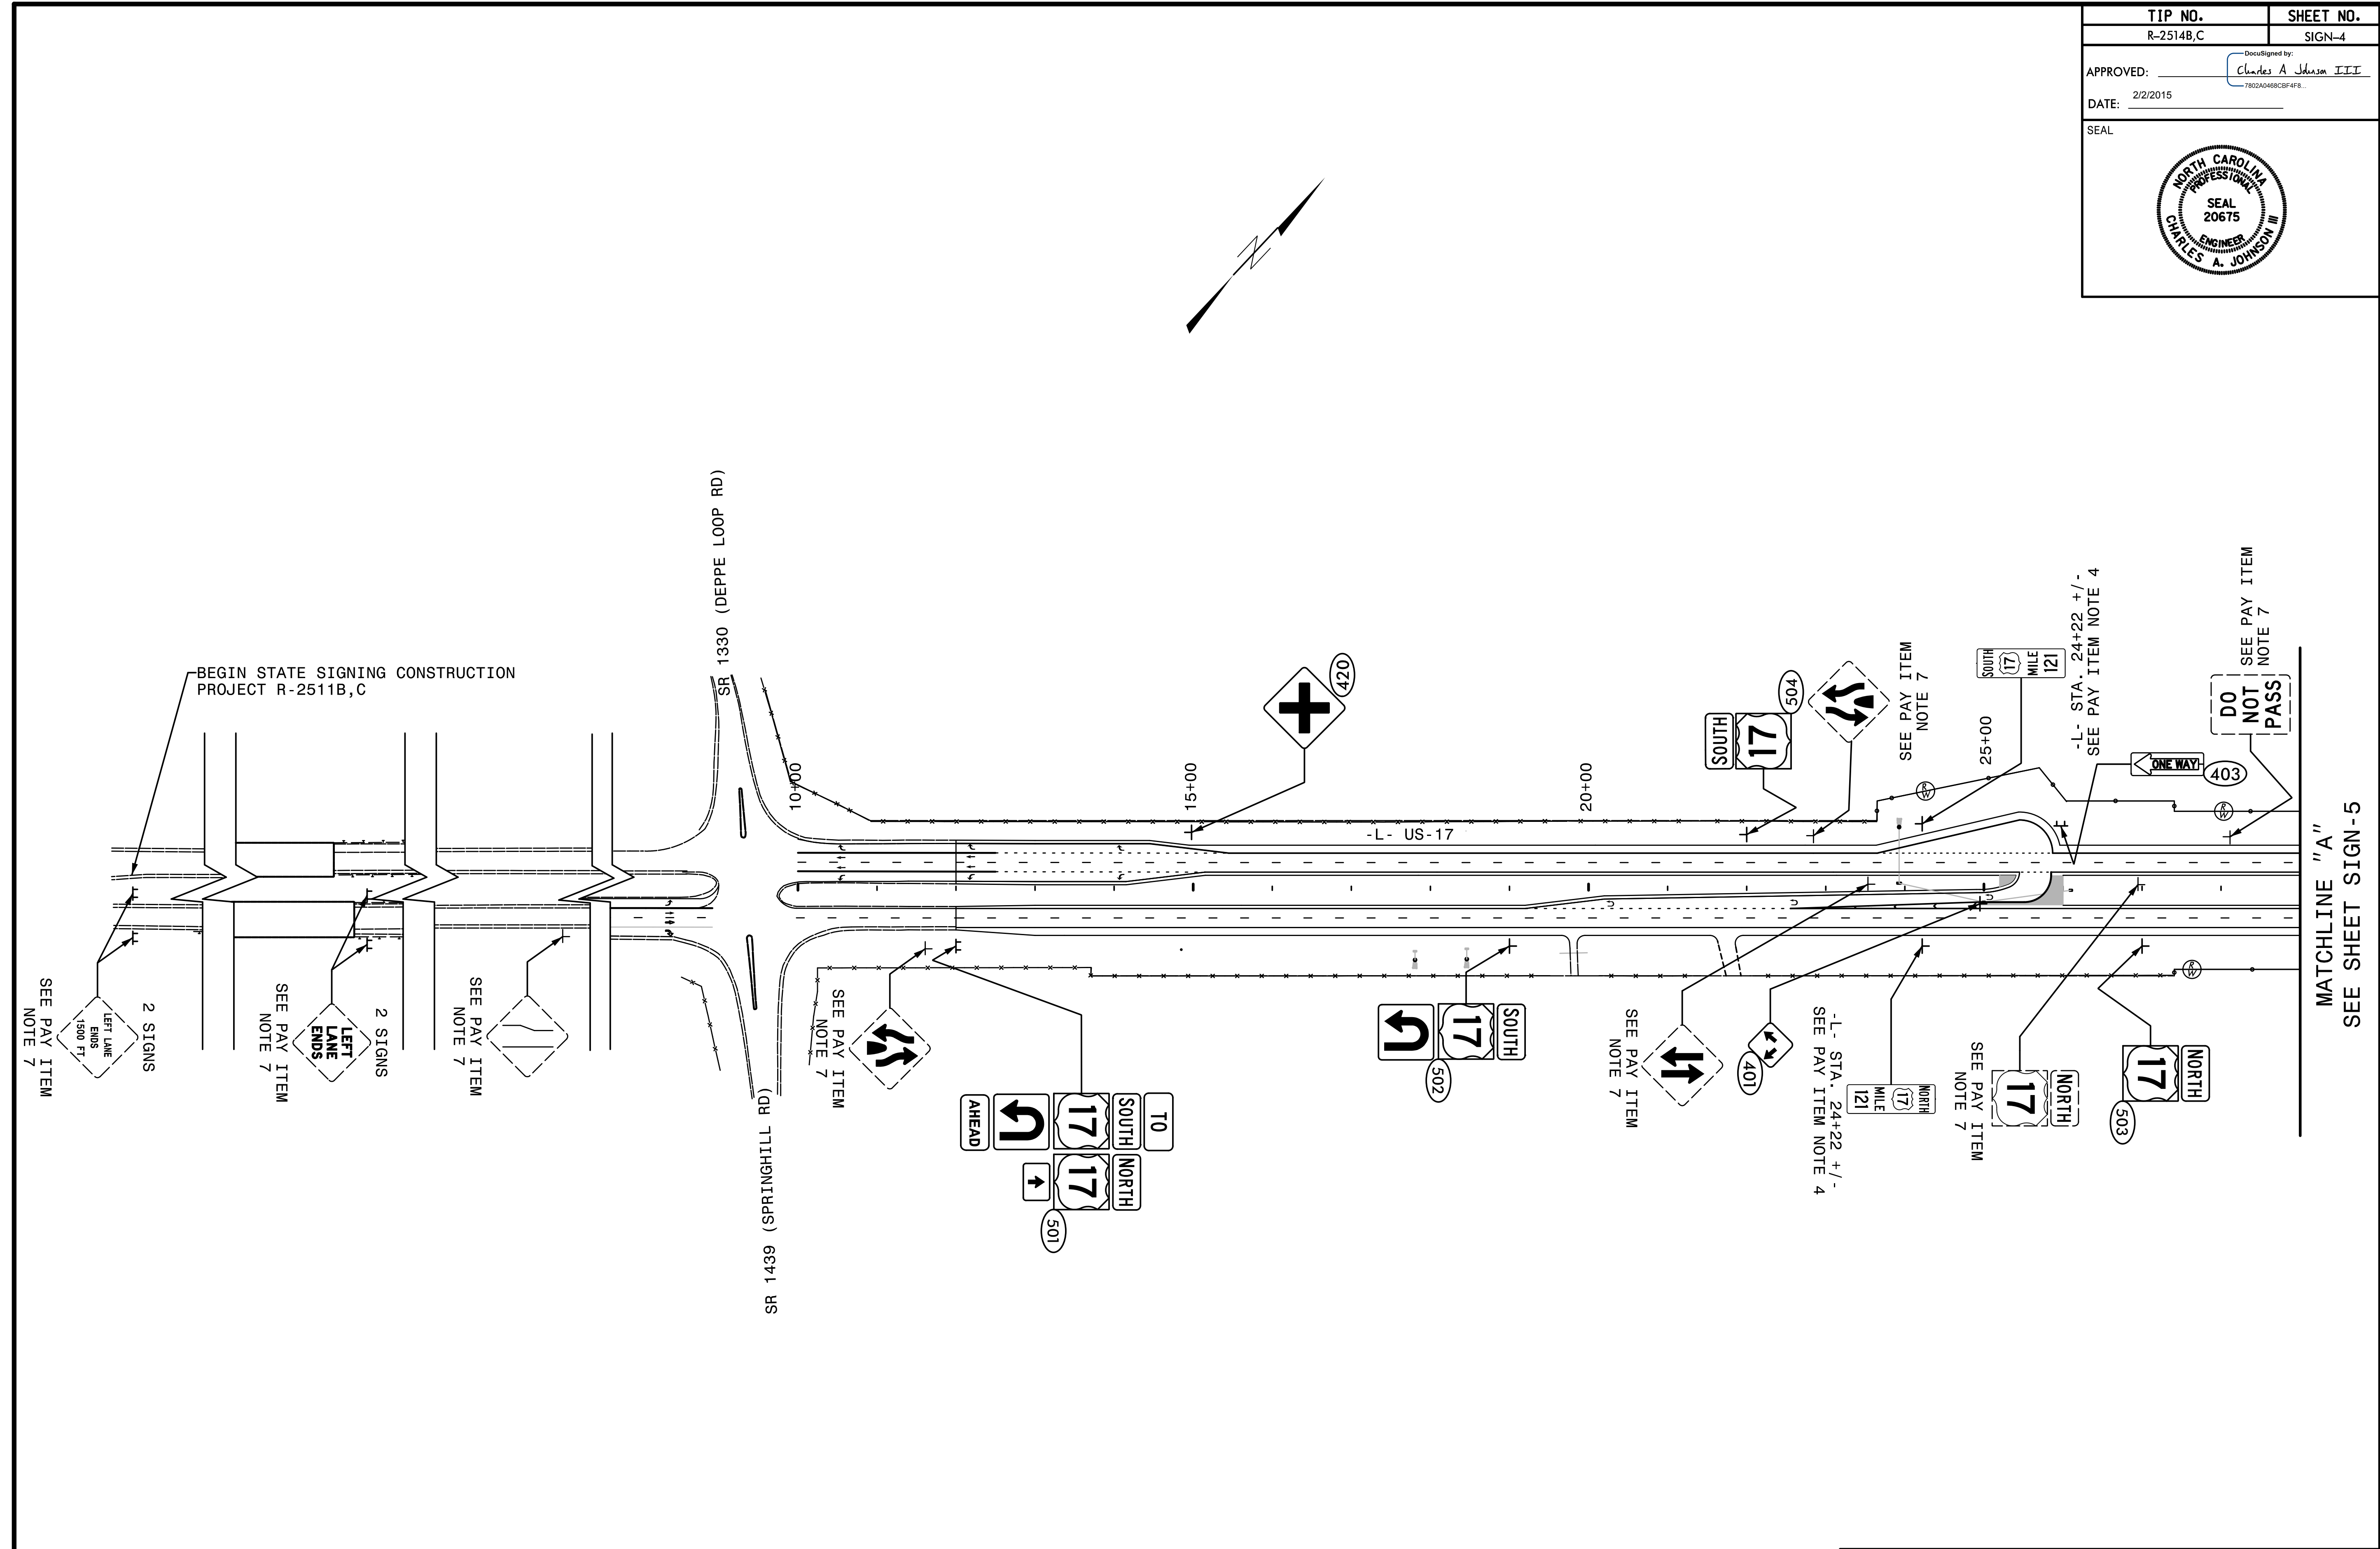 TIP NO.
SHEET NO.
R-2514B,C
SIGN-4
APPROVED:
DocuSigned by:
Charles A Johnson III
7802A0468CBF4F8...
DATE: 2/2/2015
SEAL
NORTH CAROLINA
PROFESSIONAL
SEAL
20675
ENGINEER
CHARLES A. JOHNSON III
N
BEGIN STATE SIGNING CONSTRUCTION
PROJECT R-2511B,C
SR 1330 (DEPPE LOOP RD)
10+00
15+00
20+00
25+00
-L- US-17
420
SOUTH
17
504
SEE PAY ITEM
NOTE 7
SOUTH
17
MILE
121
-L- STA. 24+22 +/-
SEE PAY ITEM NOTE 4
ONE WAY
403
SEE PAY ITEM
NOTE 7
DO
NOT
PASS
R/W
R/W
R/W
MATCHLINE "A"
SEE SHEET SIGN-5
2 SIGNS
LEFT LANE
ENDS
1500 FT
SEE PAY ITEM
NOTE 7
2 SIGNS
LEFT
LANE
ENDS
SEE PAY ITEM
NOTE 7
SEE PAY ITEM
NOTE 7
SR 1439 (SPRINGHILL RD)
SEE PAY ITEM
NOTE 7
TO
SOUTH
17
AHEAD
NORTH
17
501
SOUTH
17
502
SEE PAY ITEM
NOTE 7
401
-L- STA. 24+22 +/-
SEE PAY ITEM NOTE 4
NORTH
17
MILE
121
SEE PAY ITEM
NOTE 7
NORTH
17
NORTH
17
503